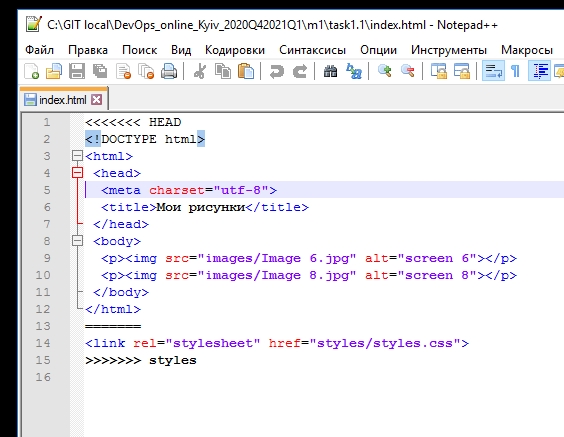 C:\GIT local\DevOps_online_Kyiv_2020Q42021Q1\m1\task1.1\index.html - Notepad++
Файл Правка Поиск Вид Кодировки Синтаксисы Опции Инструменты Макросы
index.html
1 <<<<<<< HEAD
2 <!DOCTYPE html>
3 <html>
4 <head>
5 <meta charset="utf-8">
6 <title>Мои рисунки</title>
7 </head>
8 <body>
9 <p><img src="images/Image 6.jpg" alt="screen 6"></p>
10 <p><img src="images/Image 8.jpg" alt="screen 8"></p>
11 </body>
12 </html>
13 =======
14 <link rel="stylesheet" href="styles/styles.css">
15 >>>>>>> styles
16